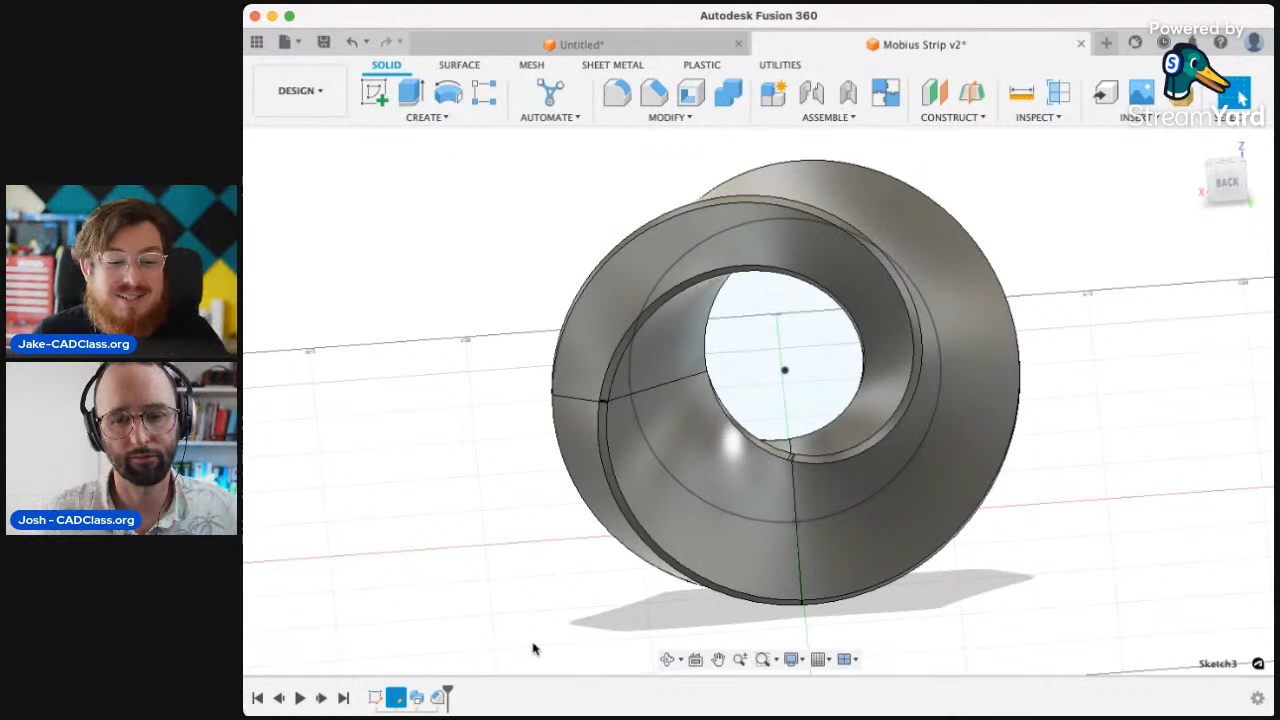 Autodesk Fusion 360
Powered by
Untitled*
Mobius Strip v2*
SOLID
SURFACE
MESH
SHEET METAL
PLASTIC
UTILITIES
DESIGN
CREATE
AUTOMATE
MODIFY
ASSEMBLE
CONSTRUCT
INSPECT
StreamYard
Z
BACK
X
Jake-CADClass.org
Josh - CADClass.org
Sketch3